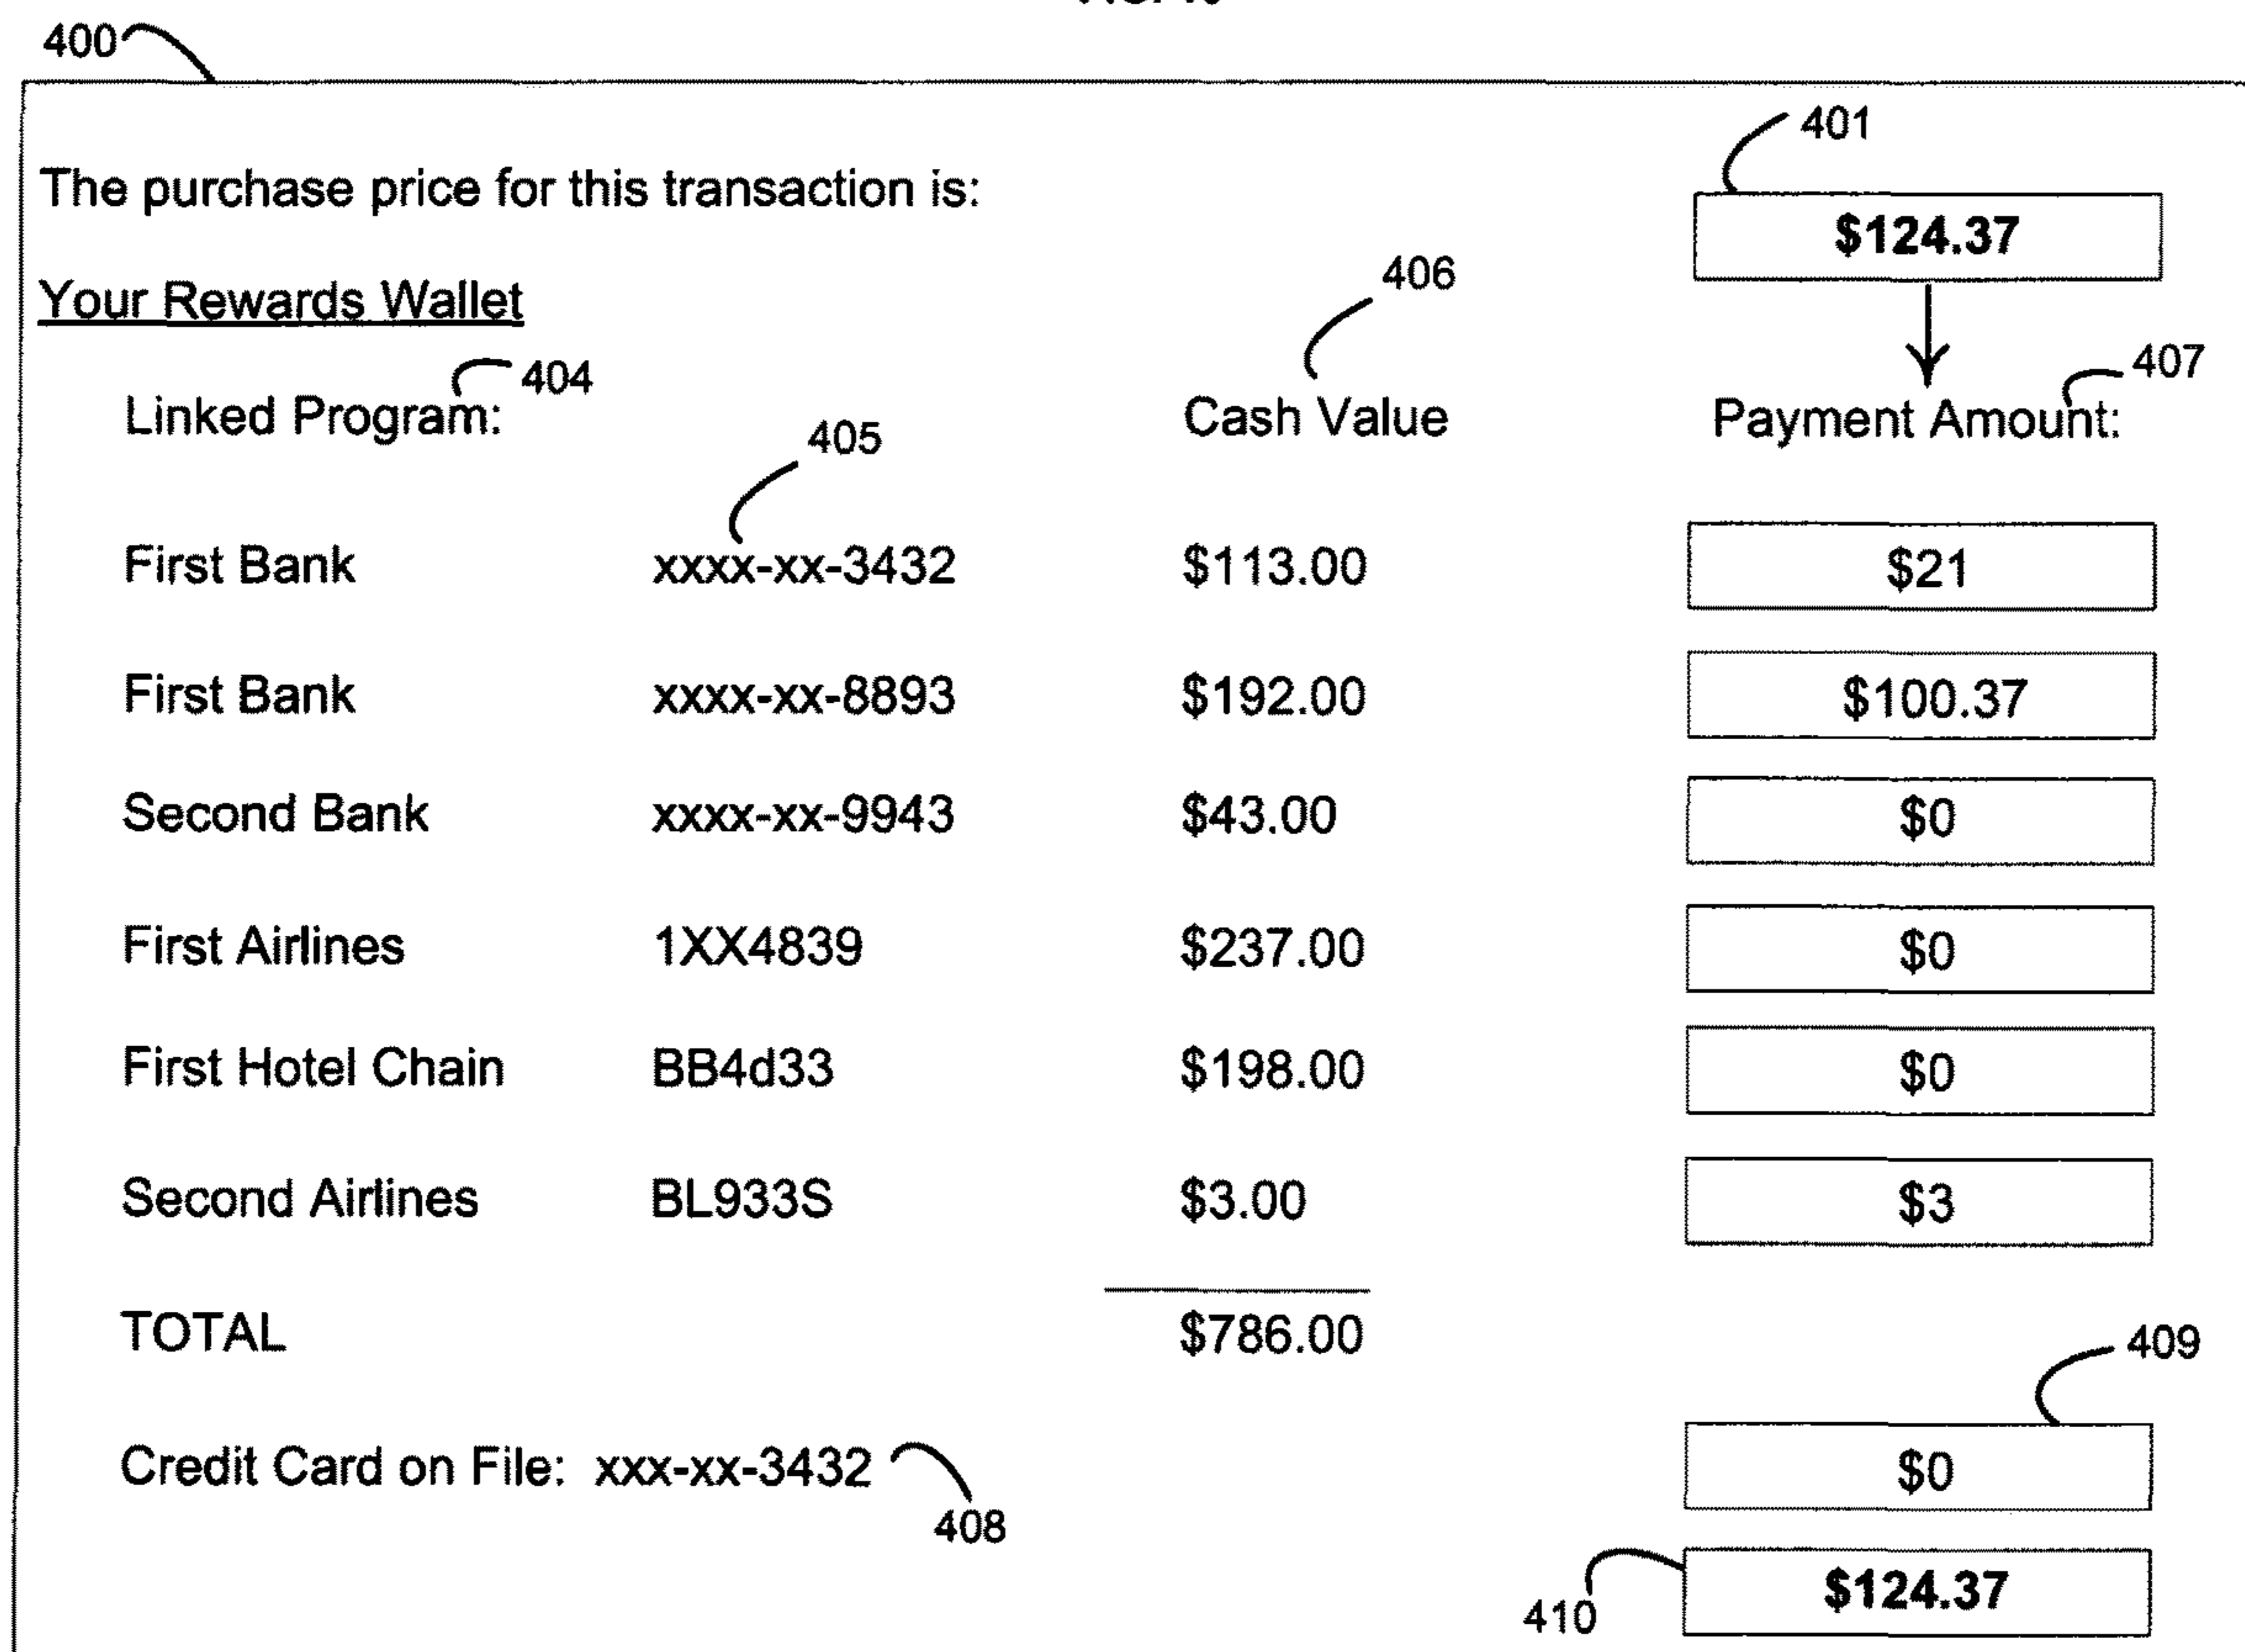 400
401
The purchase price for this transaction is:
$124.37
406
Your Rewards Wallet
404
407
Linked Program:
Cash Value
Payment Amount:
405
First Bank xxxx-xx-3432 $113.00 $21
First Bank xxxx-xx-8893 $192.00 $100.37
Second Bank xxxx-xx-9943 $43.00 $0
First Airlines 1XX4839 $237.00 $0
First Hotel Chain BB4d33 $198.00 $0
Second Airlines BL933S $3.00 $3
TOTAL $786.00
409
Credit Card on File: xxx-xx-3432 $0
408
410
$124.37